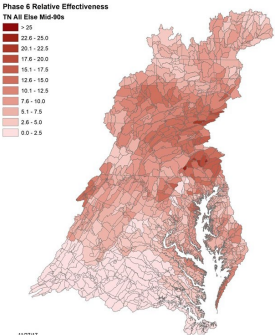 Phase 6 Relative Effectiveness
TN All Else Mid-90s
> 25
22.6 - 25.0
20.1 - 22.5
17.6 - 20.0
15.1 - 17.5
12.6 - 15.0
10.1 - 12.5
7.6 - 10.0
5.1 - 7.5
2.6 - 5.0
0.0 - 2.5